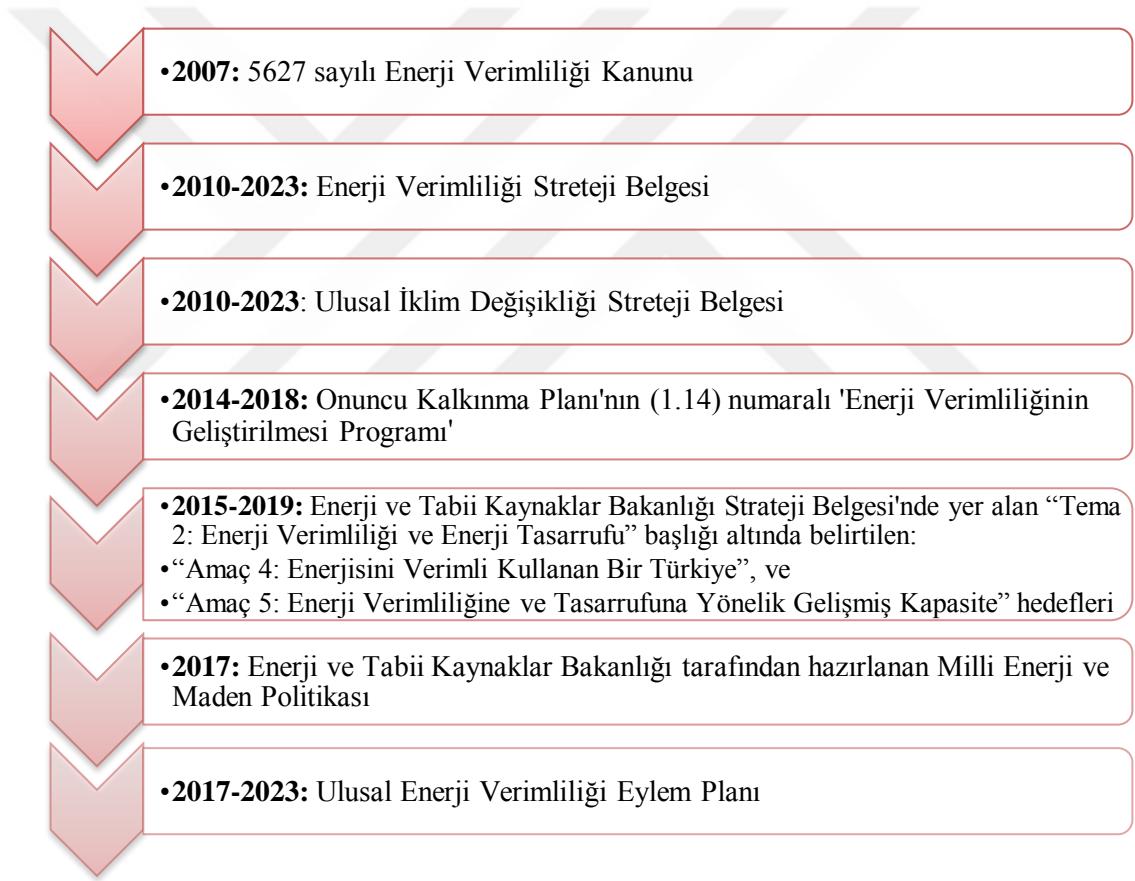 •2007: 5627 sayılı Enerji Verimliliği Kanunu
•2010-2023: Enerji Verimliliği Streteji Belgesi
•2010-2023: Ulusal İklim Değişikliği Streteji Belgesi
•2014-2018: Onuncu Kalkınma Planı'nın (1.14) numaralı 'Enerji Verimliliğinin
Geliştirilmesi Programı'
•2015-2019: Enerji ve Tabii Kaynaklar Bakanlığı Strateji Belgesi'nde yer alan “Tema
2: Enerji Verimliliği ve Enerji Tasarrufu” başlığı altında belirtilen:
•“Amaç 4: Enerjisini Verimli Kullanan Bir Türkiye”, ve
•“Amaç 5: Enerji Verimliliğine ve Tasarrufuna Yönelik Gelişmiş Kapasite” hedefleri
•2017: Enerji ve Tabii Kaynaklar Bakanlığı tarafından hazırlanan Milli Enerji ve
Maden Politikası
•2017-2023: Ulusal Enerji Verimliliği Eylem Planı